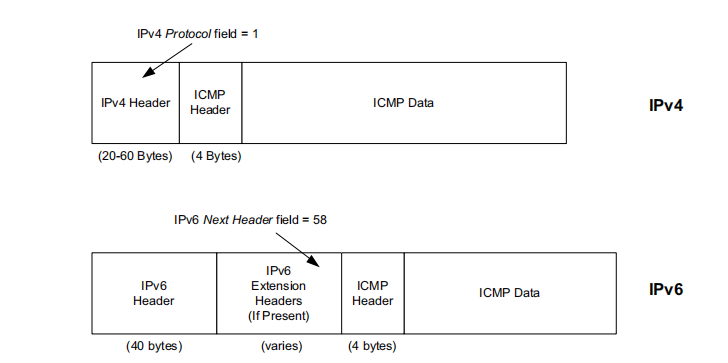 IPv4 Protocol field = 1
IPv4 Header
ICMP
Header
ICMP Data
IPv4
(20-60 Bytes)
(4 Bytes)
IPv6 Next Header field = 58
IPv6
Header
IPv6
Extension
Headers
(If Present)
ICMP
Header
ICMP Data
IPv6
(40 bytes)
(varies)
(4 bytes)